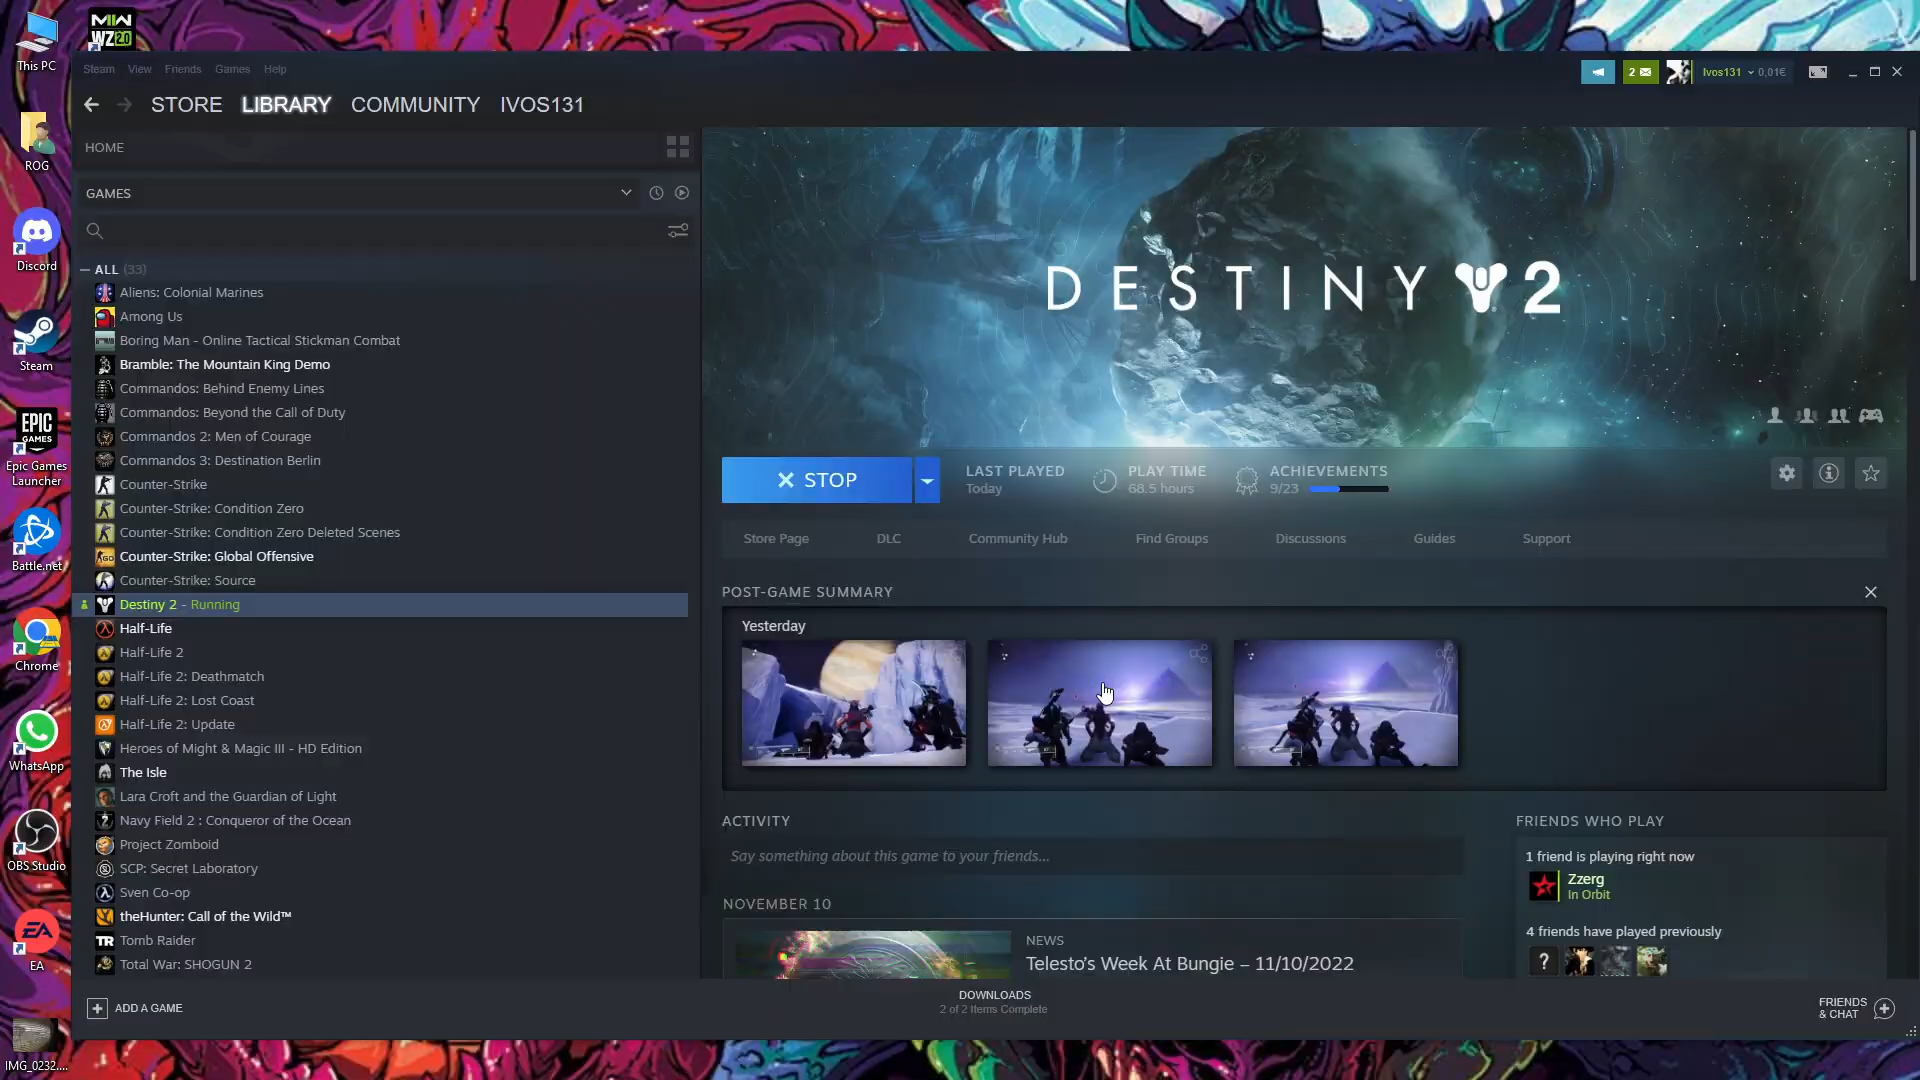 This PC
ROG
Discord
Steam
EPIC
GAMES
Epic Games
Launcher
Battle.net
Chrome
WhatsApp
OBS Studio
EA
EA
IMG_0232....
MW
WZ2.0
Steam View Friends Games Help
2
Ivos131 0,01€
STORE LIBRARY COMMUNITY IVOS131
HOME
GAMES
ALL (33)
Aliens: Colonial Marines
Among Us
Boring Man - Online Tactical Stickman Combat
Bramble: The Mountain King Demo
Commandos: Behind Enemy Lines
Commandos: Beyond the Call of Duty
Commandos 2: Men of Courage
Commandos 3: Destination Berlin
Counter-Strike
Counter-Strike: Condition Zero
Counter-Strike: Condition Zero Deleted Scenes
Counter-Strike: Global Offensive
Counter-Strike: Source
Destiny 2 - Running
Half-Life
Half-Life 2
Half-Life 2: Deathmatch
Half-Life 2: Lost Coast
Half-Life 2: Update
Heroes of Might & Magic III - HD Edition
The Isle
Lara Croft and the Guardian of Light
Navy Field 2 : Conqueror of the Ocean
Project Zomboid
SCP: Secret Laboratory
Sven Co-op
theHunter: Call of the Wild™
TR Tomb Raider
Total War: SHOGUN 2
ADD A GAME
DESTINY 2
STOP
LAST PLAYED
Today
PLAY TIME
68.5 hours
ACHIEVEMENTS
9/23
Store Page DLC Community Hub Find Groups Discussions Guides Support
POST-GAME SUMMARY
Yesterday
ACTIVITY
Say something about this game to your friends...
NOVEMBER 10
NEWS
Telesto's Week At Bungie – 11/10/2022
FRIENDS WHO PLAY
1 friend is playing right now
Zzerg
In Orbit
4 friends have played previously
?
DOWNLOADS
2 of 2 Items Complete
FRIENDS
& CHAT